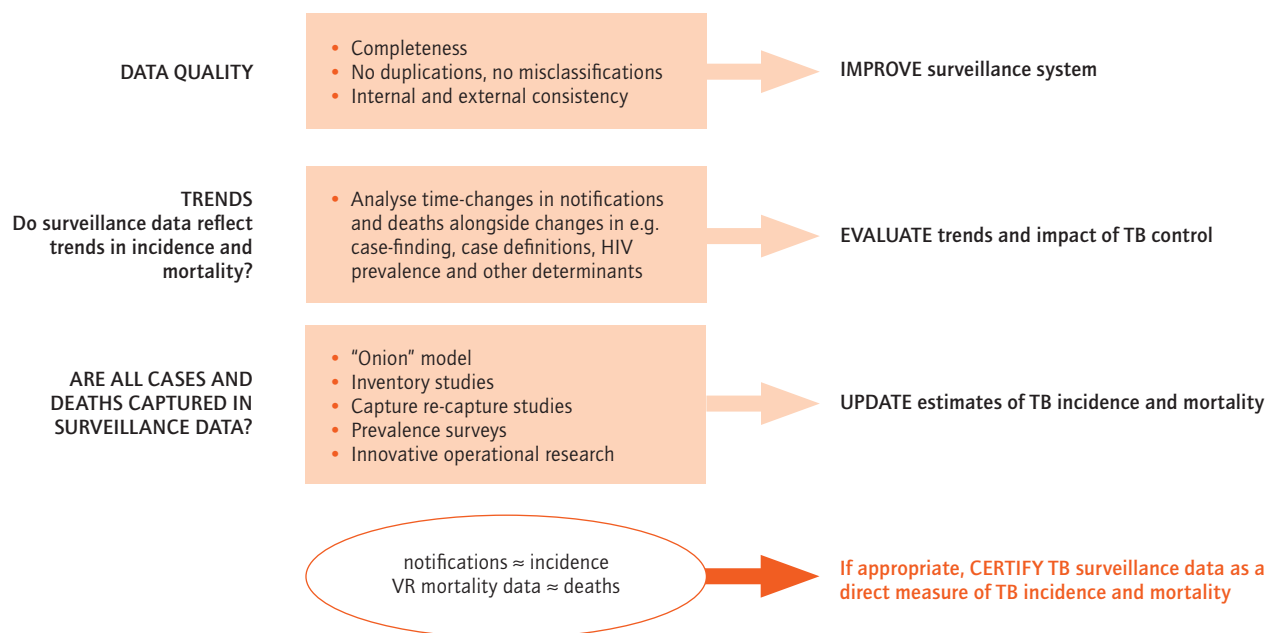 DATA QUALITY
• Completeness
• No duplications, no misclassifications
• Internal and external consistency
IMPROVE surveillance system
TRENDS
Do surveillance data reflect
trends in incidence and
mortality?
• Analyse time-changes in notifications
and deaths alongside changes in e.g.
case-finding, case definitions, HIV
prevalence and other determinants
EVALUATE trends and impact of TB control
ARE ALL CASES AND
DEATHS CAPTURED IN
SURVEILLANCE DATA?
• “Onion” model
• Inventory studies
• Capture re-capture studies
• Prevalence surveys
• Innovative operational research
UPDATE estimates of TB incidence and mortality
notifications ≈ incidence
VR mortality data ≈ deaths
If appropriate, CERTIFY TB surveillance data as a
direct measure of TB incidence and mortality